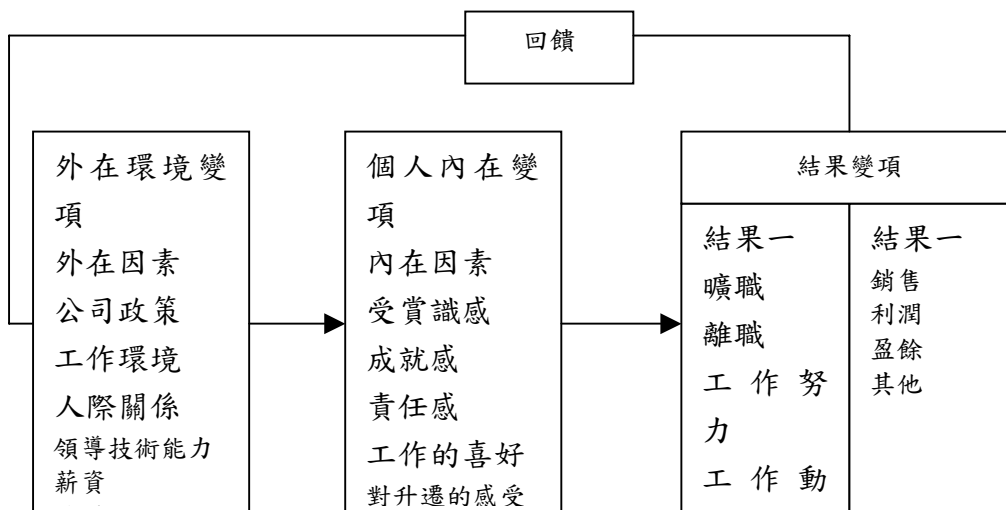 回饋
外在環境變
項
外在因素
公司政策
工作環境
人際關係
領導技術能力
薪資
個人內在變
項
內在因素
受賞識感
成就感
責任感
工作的喜好
對升遷的感受
結果變項
結果一
曠職
離職
工作努
力
工作動
結果一
銷售
利潤
盈餘
其他